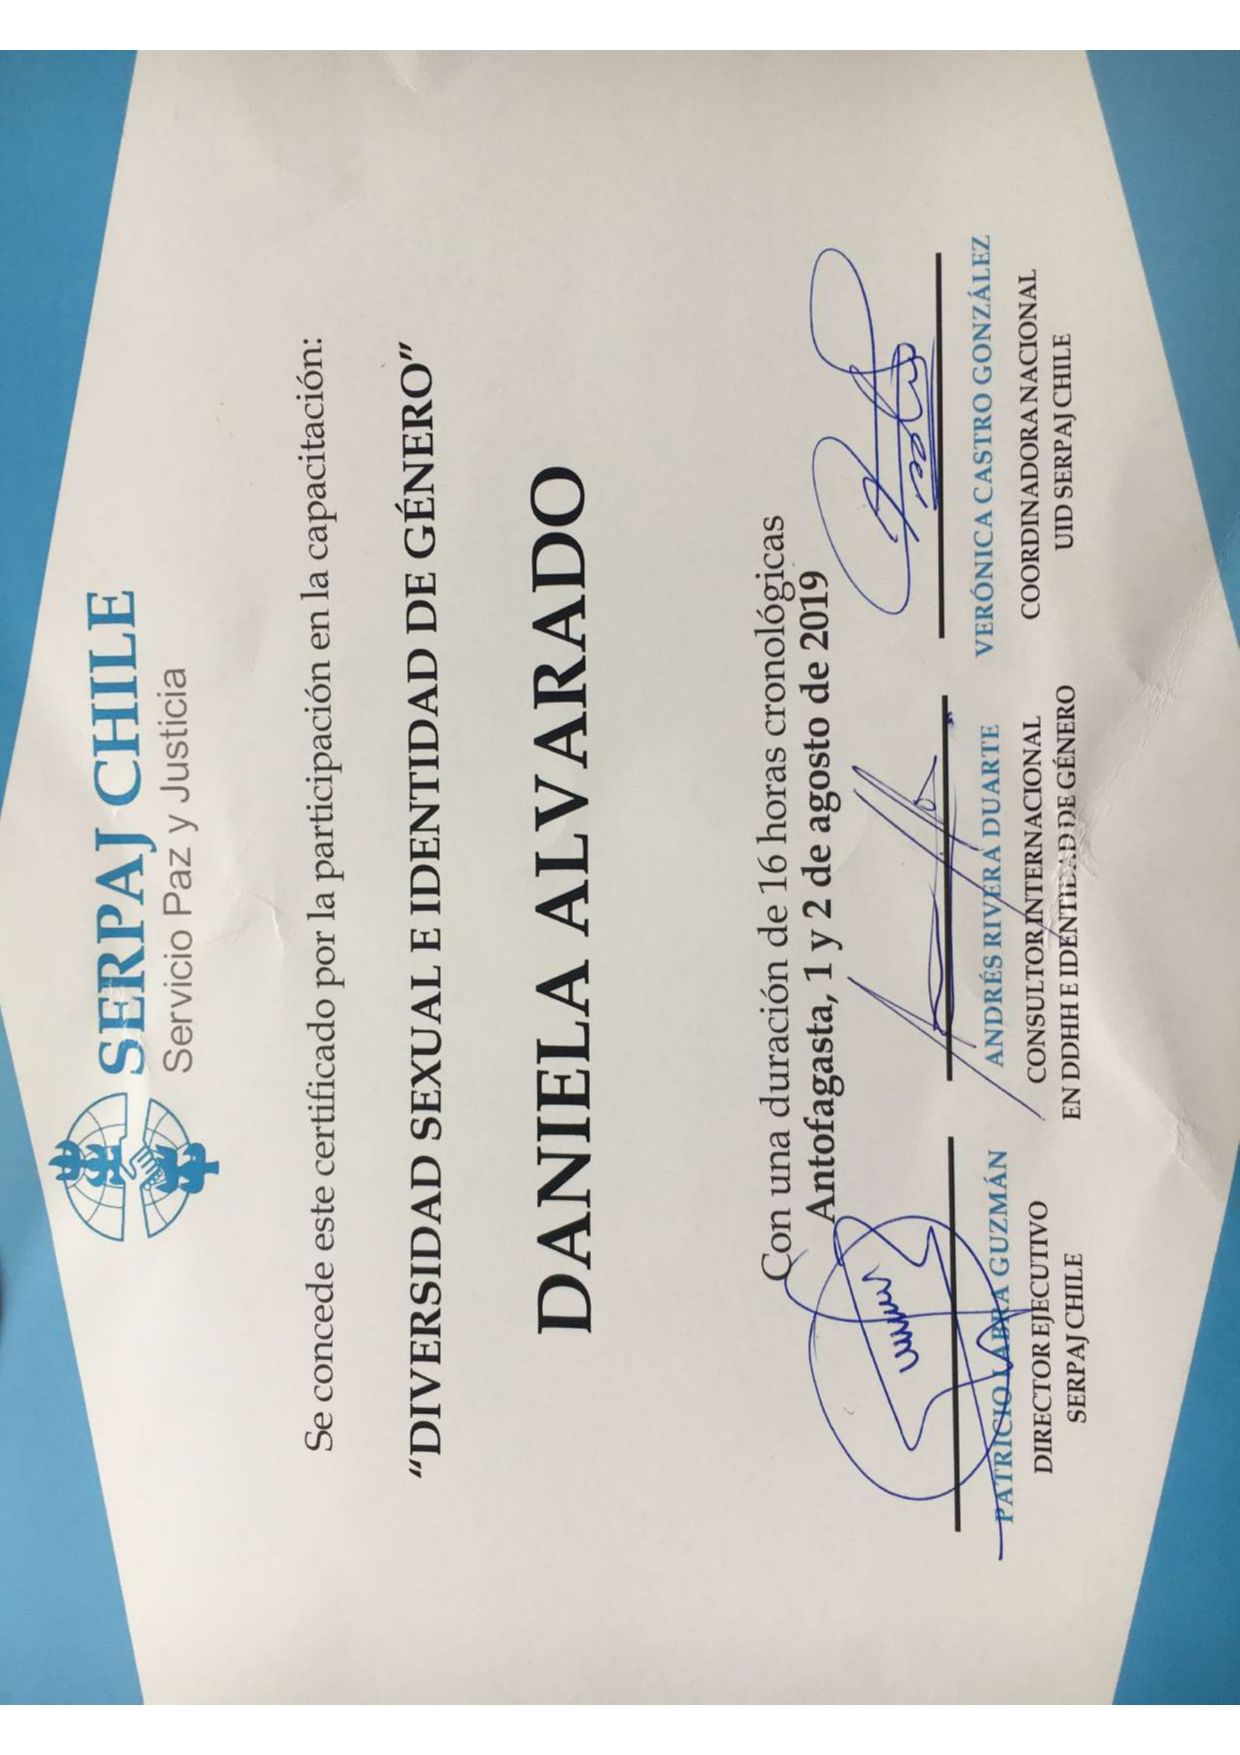 SERPAJ CHILE
Servicio Paz y Justicia
Se concede este certificado por la participación en la capacitación:
“DIVERSIDAD SEXUAL E IDENTIDAD DE GÉNERO”
DANIELA ALVARADO
Con una duración de 16 horas cronológicas
Antofagasta, 1 y 2 de agosto de 2019
PATRICIO LABRA GUZMÁN
DIRECTOR EJECUTIVO
SERPAJ CHILE
ANDRÉS RIVERA DUARTE
CONSULTOR INTERNACIONAL
EN DDHH E IDENTIDAD DE GÉNERO
VERÓNICA CASTRO GONZÁLEZ
COORDINADORA NACIONAL
UID SERPAJ CHILE